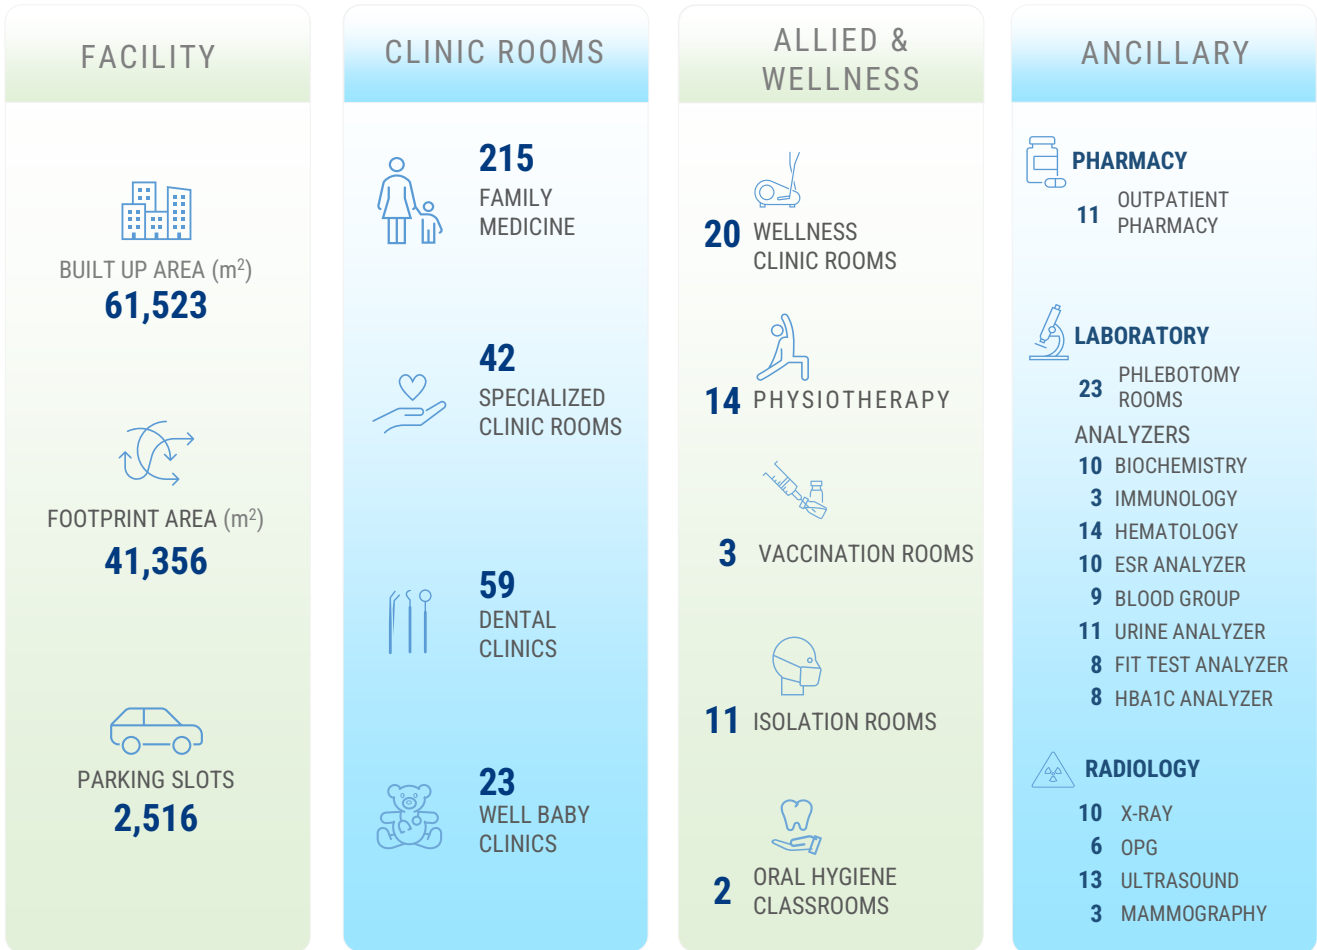 FACILITY
BUILT UP AREA (m²)
61,523
FOOTPRINT AREA (m²)
41,356
PARKING SLOTS
2,516
CLINIC ROOMS
215
FAMILY
MEDICINE
42
SPECIALIZED
CLINIC ROOMS
59
DENTAL
CLINICS
23
WELL BABY
CLINICS
ALLIED &
WELLNESS
20 WELLNESS
CLINIC ROOMS
14 PHYSIOTHERAPY
3 VACCINATION ROOMS
11 ISOLATION ROOMS
2 ORAL HYGIENE
CLASSROOMS
ANCILLARY
PHARMACY
11 OUTPATIENT
PHARMACY
LABORATORY
23 PHLEBOTOMY
ROOMS
ANALYZERS
10 BIOCHEMISTRY
3 IMMUNOLOGY
14 HEMATOLOGY
10 ESR ANALYZER
9 BLOOD GROUP
11 URINE ANALYZER
8 FIT TEST ANALYZER
8 HBA1C ANALYZER
RADIOLOGY
10 X-RAY
6 OPG
13 ULTRASOUND
3 MAMMOGRAPHY